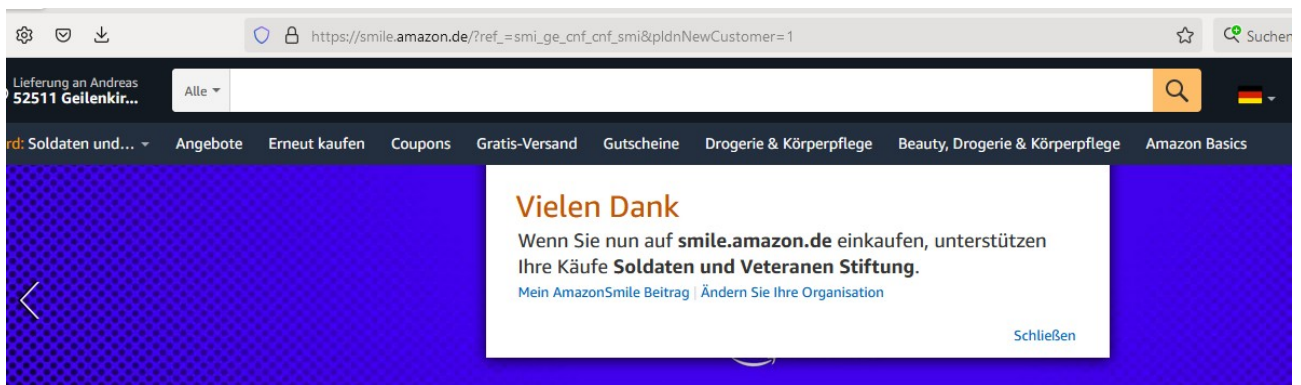 https://smile.amazon.de/?ref_=smi_ge_cnf_cnf_smi&pldnNewCustomer=1
Suchen
Lieferung an Andreas
52511 Geilenkir...
Alle
rd: Soldaten und...
Angebote
Erneut kaufen
Coupons
Gratis-Versand
Gutscheine
Drogerie & Körperpflege
Beauty, Drogerie & Körperpflege
Amazon Basics
Vielen Dank
Wenn Sie nun auf smile.amazon.de einkaufen, unterstützen
Ihre Käufe Soldaten und Veteranen Stiftung.
Mein AmazonSmile Beitrag | Ändern Sie Ihre Organisation
Schließen